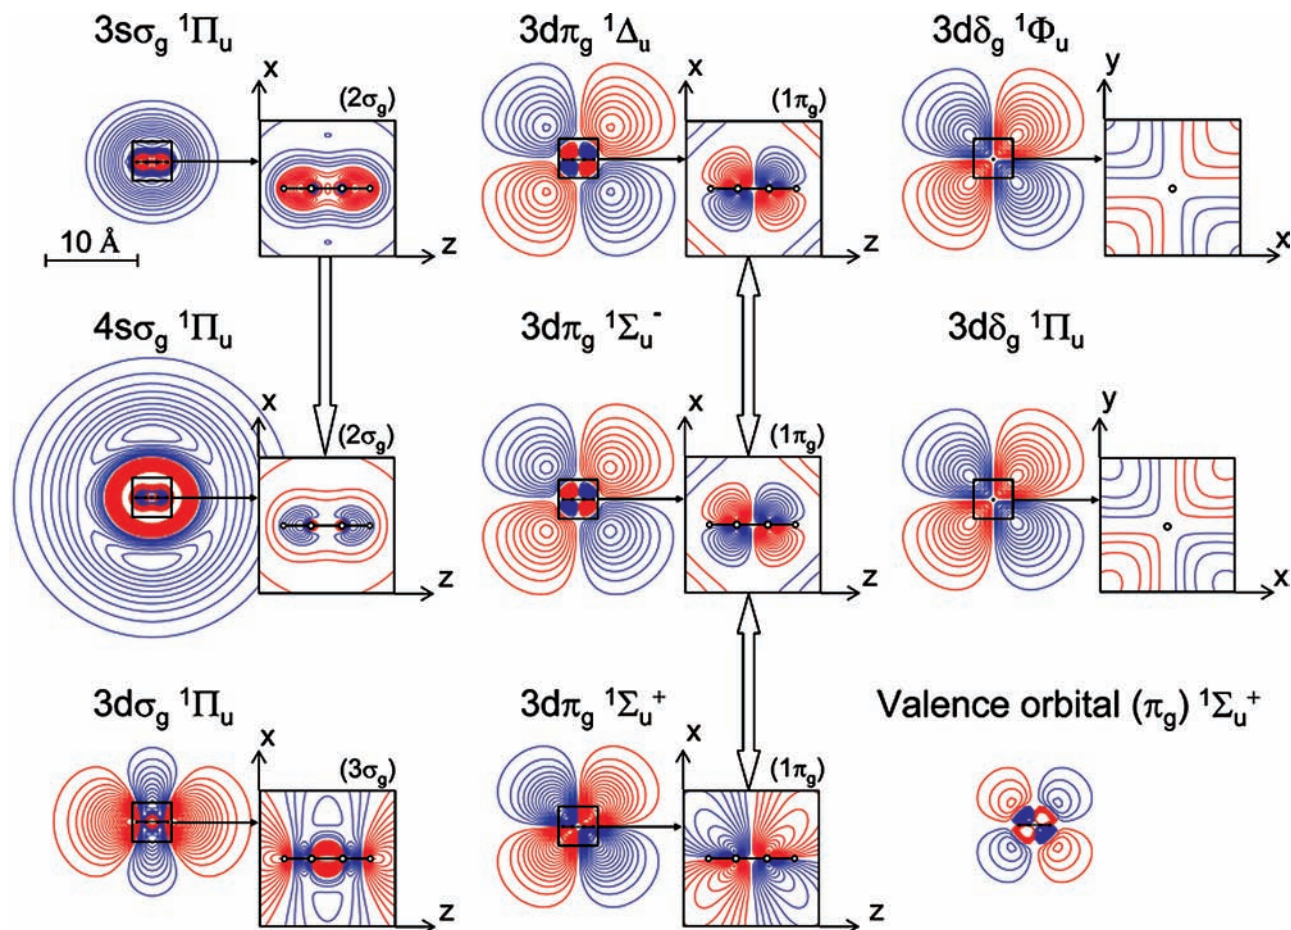 3sσg ¹Πu
x
(2σg)
z
10 Å
3dπg ¹Δu
x
(1πg)
z
3dδg ¹Φu
y
x
4sσg ¹Πu
x
(2σg)
z
3dπg ¹Σu⁻
x
(1πg)
z
3dδg ¹Πu
y
x
3dσg ¹Πu
x
(3σg)
z
3dπg ¹Σu⁺
x
(1πg)
z
Valence orbital (πg) ¹Σu⁺